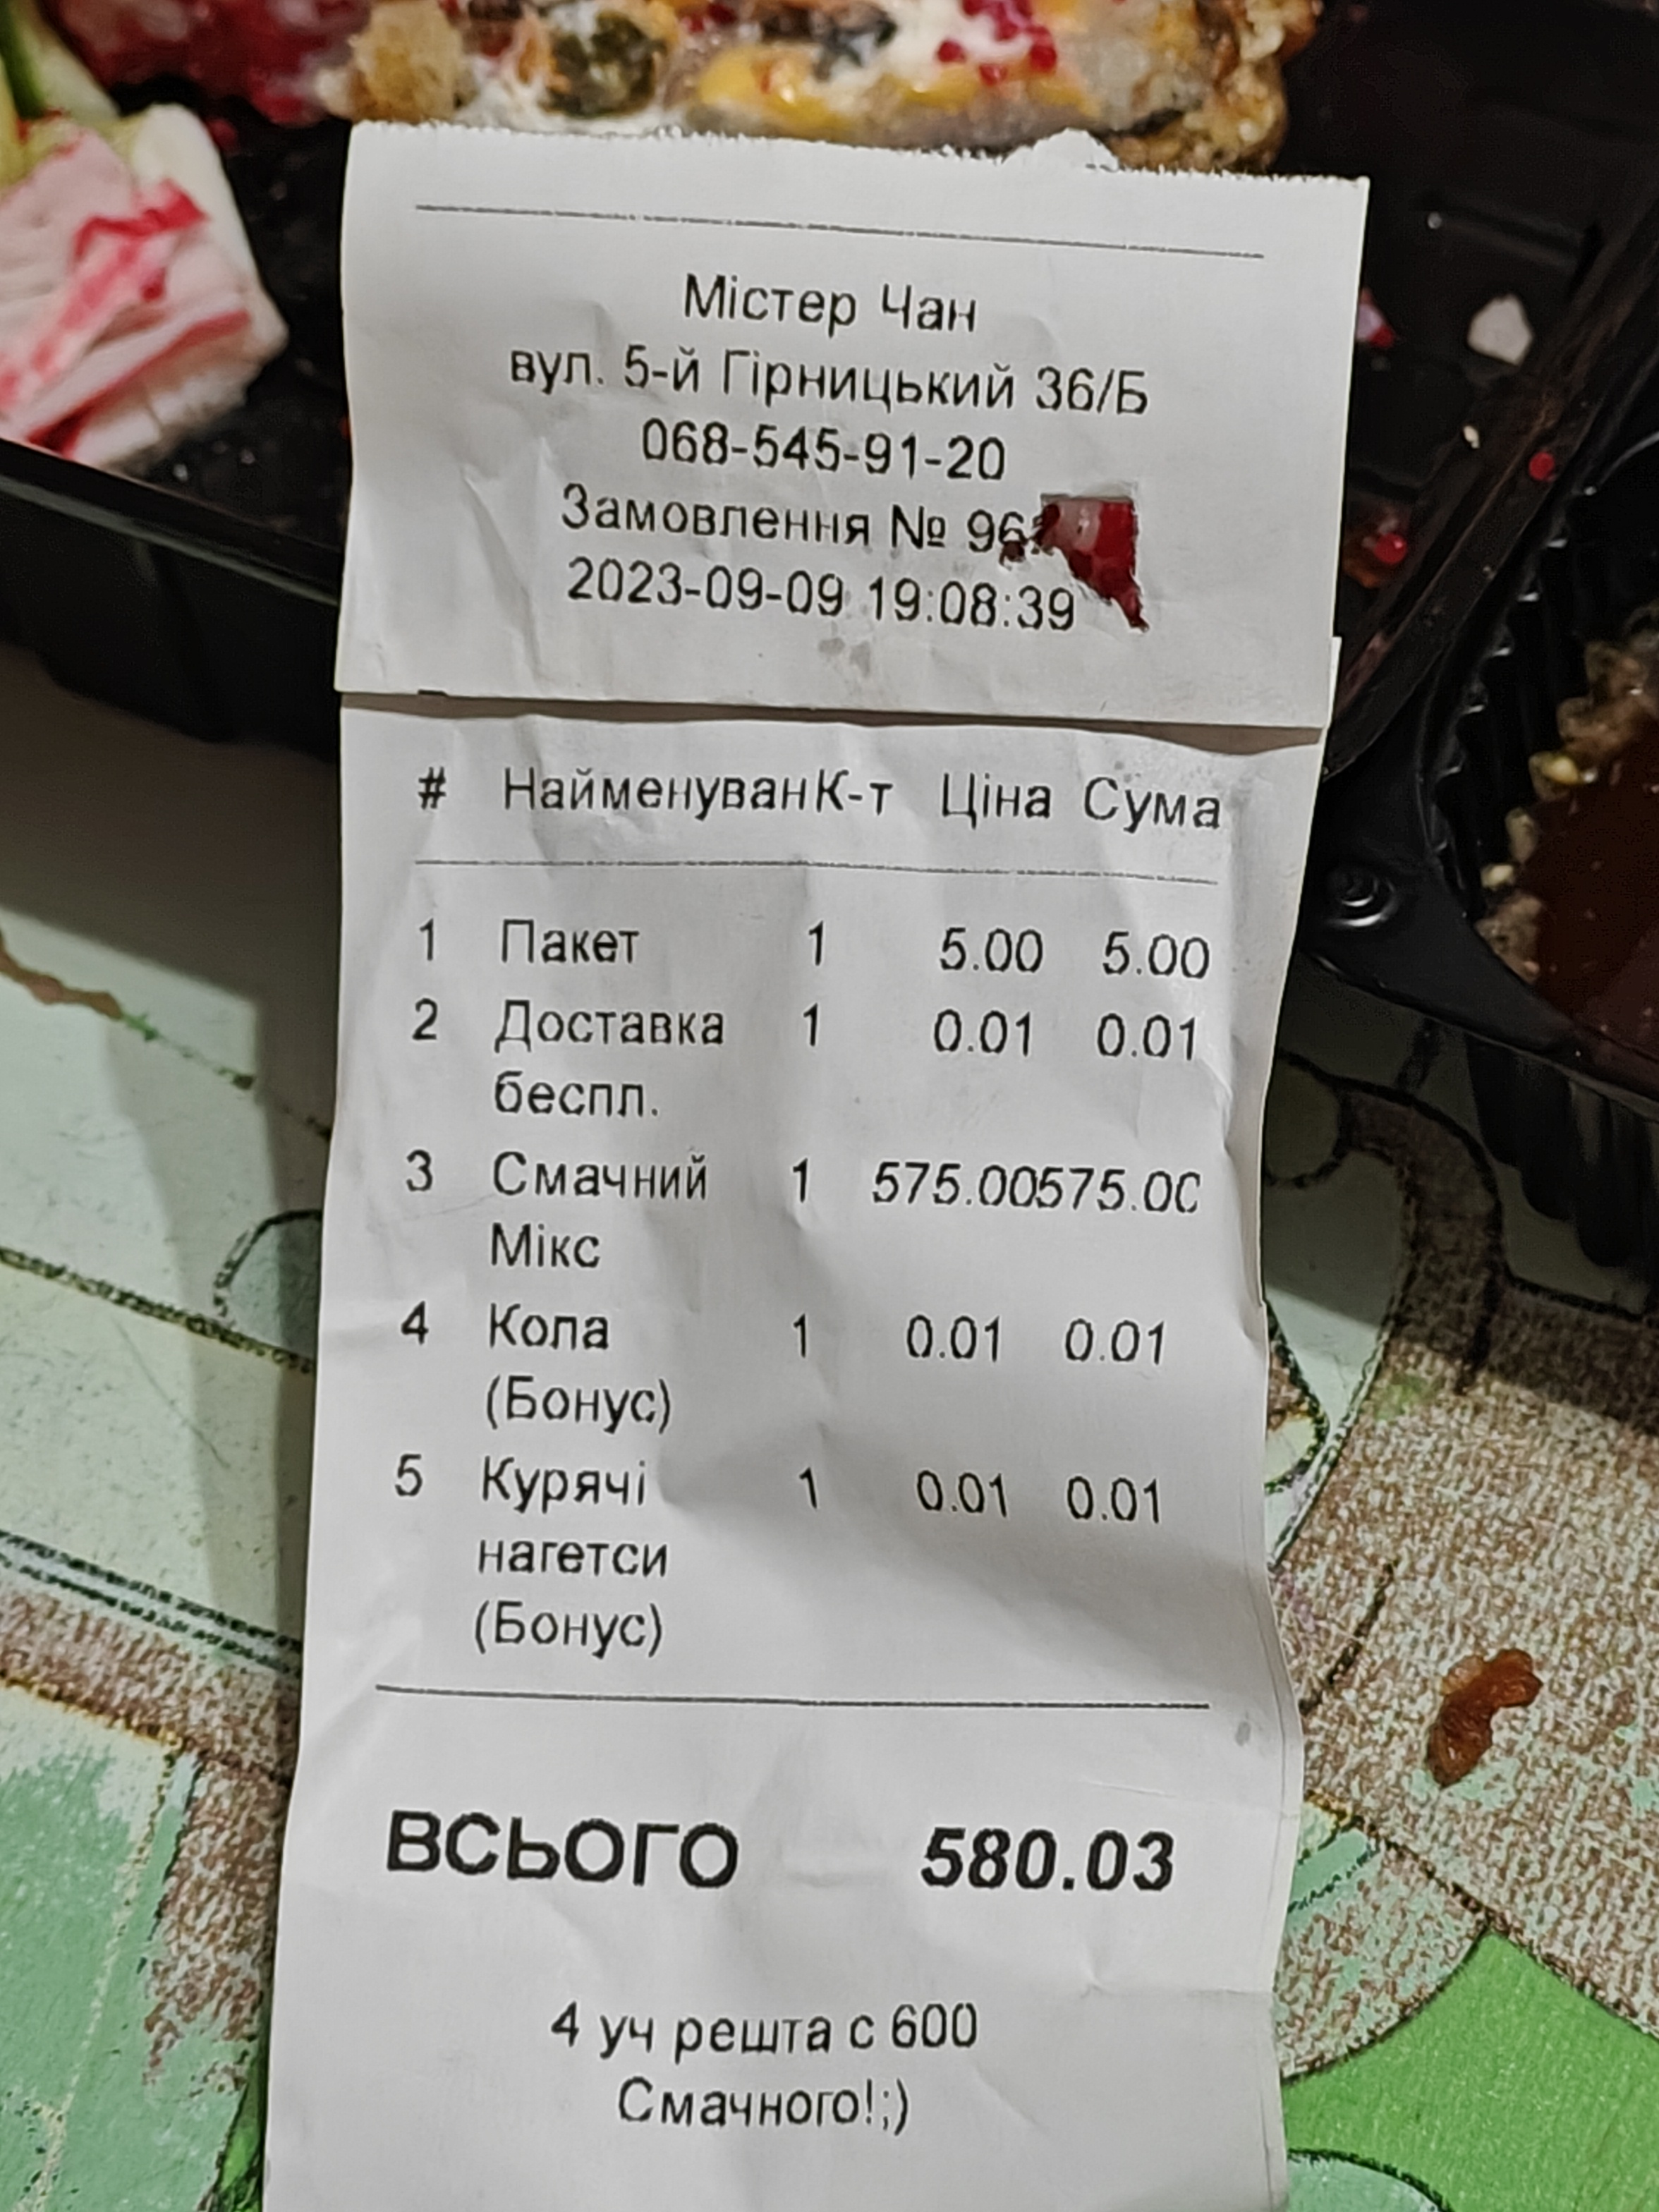 Містер Чан
вул. 5-й Гірницький 36/Б
068-545-91-20
Замовлення №
2023-09-09 19:08:39
# Найменуван К-т Ціна Сума
1 Пакет 1 5.00 5.00
2 Доставка 1 0.01 0.01
беспл.
3 Смачний 1 575.00 575.00
Мікс
4 Кола 1 0.01 0.01
(Бонус)
5 Курячі 1 0.01 0.01
нагетси
(Бонус)
ВСЬОГО 580.03
4 уч решта с 600
Смачного!;)